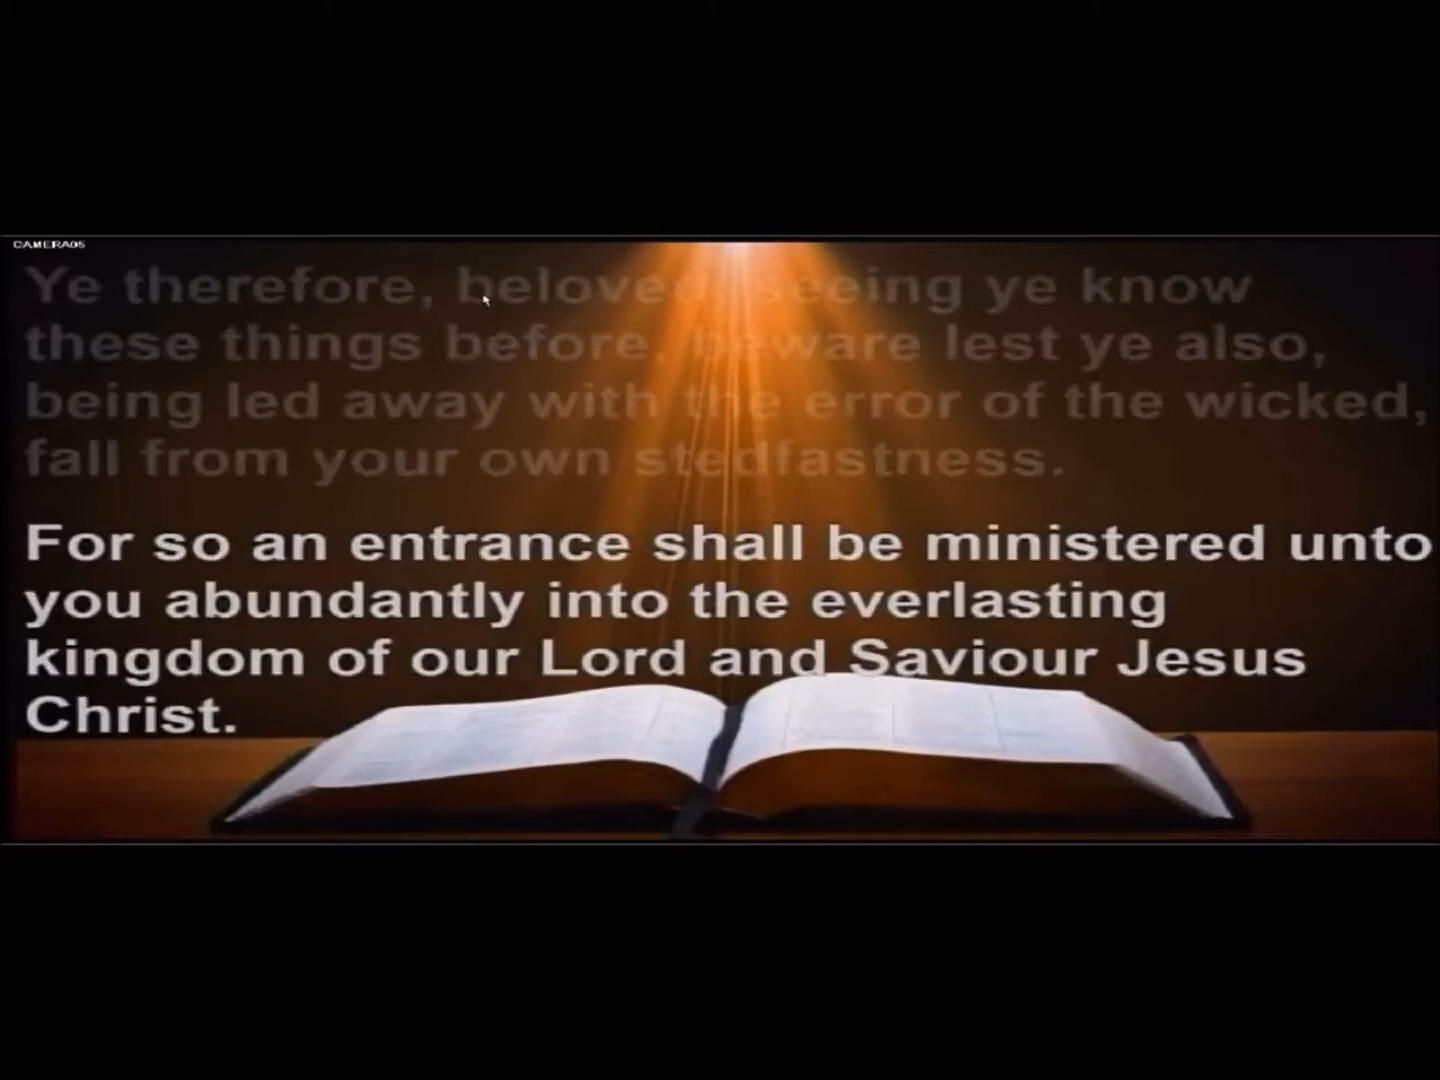 CAMERA05
Ye therefore, beloved, seeing ye know
these things before, beware lest ye also,
being led away with the error of the wicked,
fall from your own stedfastness.
For so an entrance shall be ministered unto
you abundantly into the everlasting
kingdom of our Lord and Saviour Jesus
Christ.